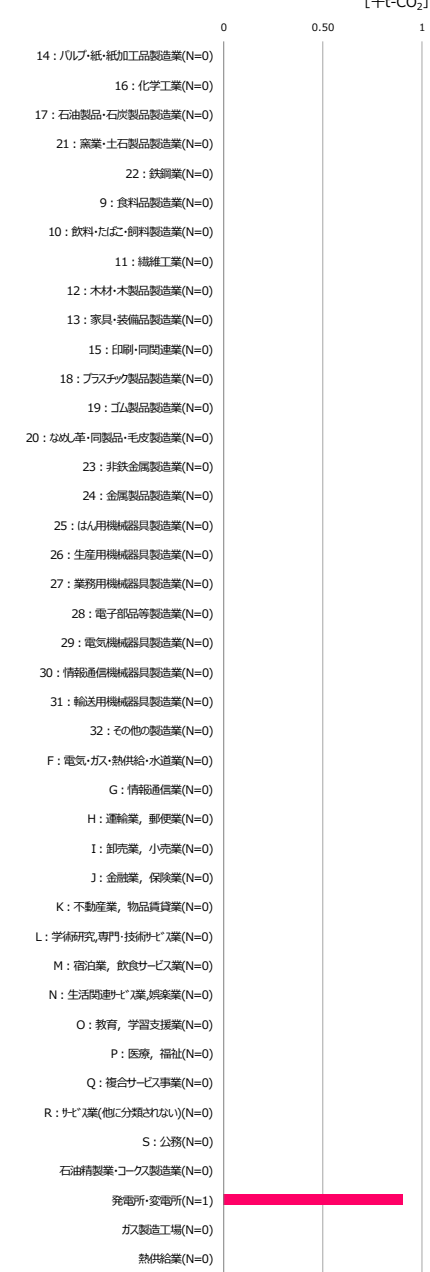 [千t-CO₂]
0 0.50 1
14：パルプ・紙・紙加工品製造業(N=0)
16：化学工業(N=0)
17：石油製品・石炭製品製造業(N=0)
21：窯業・土石製品製造業(N=0)
22：鉄鋼業(N=0)
9：食料品製造業(N=0)
10：飲料・たばこ・飼料製造業(N=0)
11：繊維工業(N=0)
12：木材・木製品製造業(N=0)
13：家具・装備品製造業(N=0)
15：印刷・同関連業(N=0)
18：プラスチック製品製造業(N=0)
19：ゴム製品製造業(N=0)
20：なめし革・同製品・毛皮製造業(N=0)
23：非鉄金属製造業(N=0)
24：金属製品製造業(N=0)
25：はん用機械器具製造業(N=0)
26：生産用機械器具製造業(N=0)
27：業務用機械器具製造業(N=0)
28：電子部品等製造業(N=0)
29：電気機械器具製造業(N=0)
30：情報通信機械器具製造業(N=0)
31：輸送用機械器具製造業(N=0)
32：その他の製造業(N=0)
F：電気・ガス・熱供給・水道業(N=0)
G：情報通信業(N=0)
H：運輸業，郵便業(N=0)
I：卸売業，小売業(N=0)
J：金融業，保険業(N=0)
K：不動産業，物品賃貸業(N=0)
L：学術研究,専門・技術ｻｰﾋﾞｽ業(N=0)
M：宿泊業，飲食サービス業(N=0)
N：生活関連ｻｰﾋﾞｽ業,娯楽業(N=0)
O：教育，学習支援業(N=0)
P：医療，福祉(N=0)
Q：複合サービス事業(N=0)
R：ｻｰﾋﾞｽ業(他に分類されない)(N=0)
S：公務(N=0)
石油精製業・コークス製造業(N=0)
発電所・変電所(N=1)
ガス製造工場(N=0)
熱供給業(N=0)